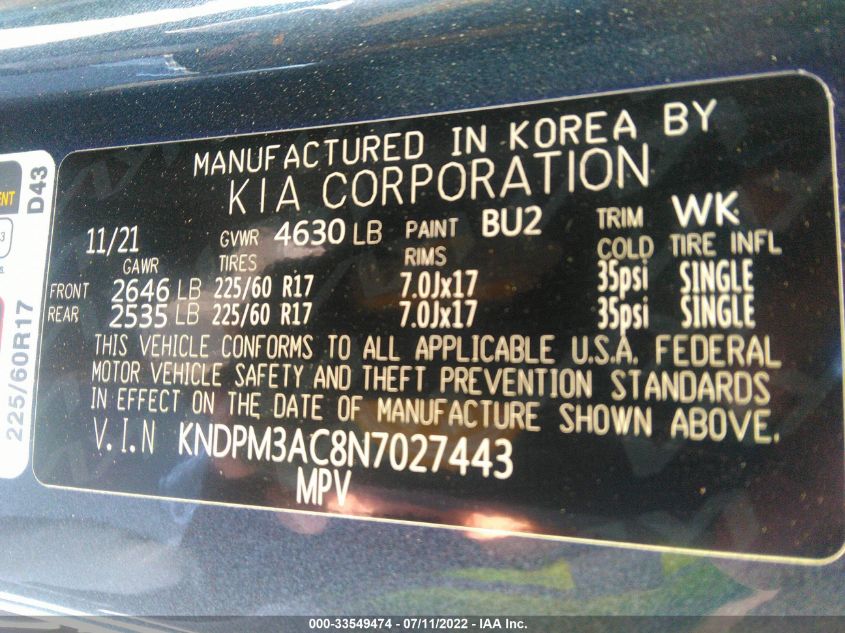 MANUFACTURED IN KOREA BY
KIA CORPORATION
11/21 GVWR 4630 LB PAINT BU2 TRIM WK
GAWR TIRES RIMS COLD TIRE INFL
FRONT 2646 LB 225/60 R17 7.0Jx17 35psi SINGLE
REAR 2535 LB 225/60 R17 7.0Jx17 35psi SINGLE
THIS VEHICLE CONFORMS TO ALL APPLICABLE U.S.A. FEDERAL
MOTOR VEHICLE SAFETY AND THEFT PREVENTION STANDARDS
IN EFFECT ON THE DATE OF MANUFACTURE SHOWN ABOVE.
V.I.N KNDPM3AC8N7027443
MPV
D43
225/60R17
000-33549474 - 07/11/2022 - IAA Inc.